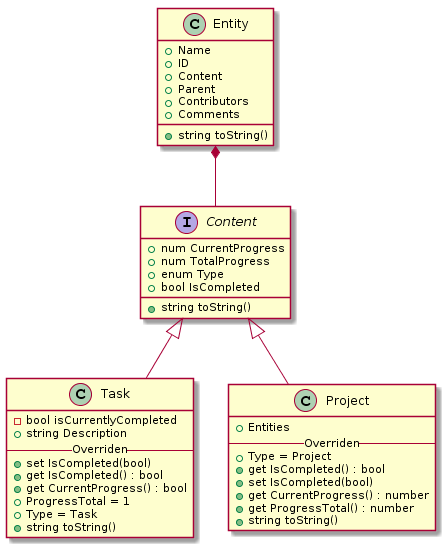 C Entity
Name
ID
Content
Parent
Contributors
Comments
string toString()
I Content
num CurrentProgress
num TotalProgress
enum Type
bool IsCompleted
string toString()
C Task
bool isCurrentlyCompleted
string Description
Overriden
set IsCompleted(bool)
get IsCompleted() : bool
get CurrentProgress() : bool
ProgressTotal = 1
Type = Task
string toString()
C Project
Entities
Overriden
Type = Project
get IsCompleted() : bool
set IsCompleted(bool)
get CurrentProgress() : number
get ProgressTotal() : number
string toString()